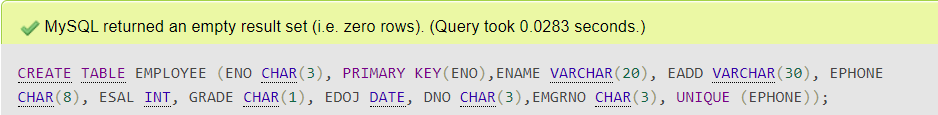 MySQL returned an empty result set (i.e. zero rows). (Query took 0.0283 seconds.)
CREATE TABLE EMPLOYEE (ENO CHAR(3), PRIMARY KEY(ENO),ENAME VARCHAR(20), EADD VARCHAR(30), EPHONE
CHAR(8), ESAL INT, GRADE CHAR(1), EDOJ DATE, DNO CHAR(3),EMGRNO CHAR(3), UNIQUE (EPHONE));